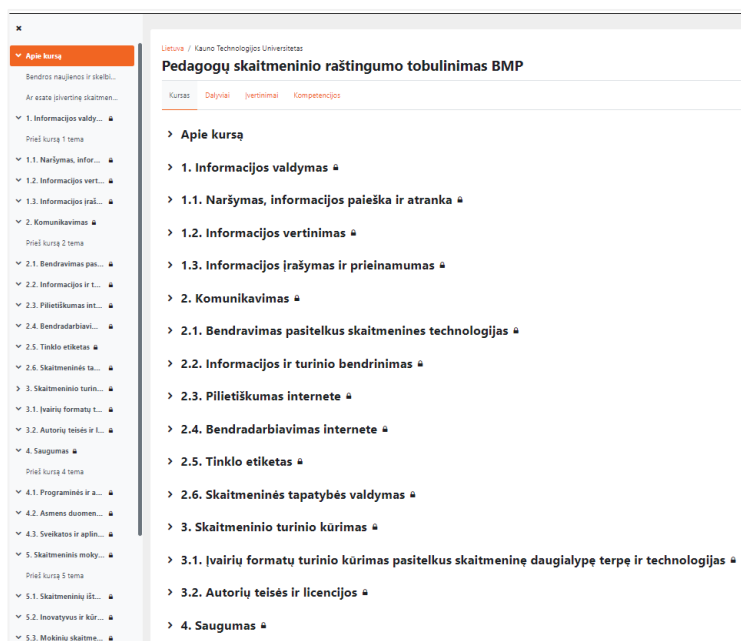 Apie kursą
Bendros naujienos ir skelbi...
Ar esate įsivertinę skaitmen...
1. Informacijos valdy...
Prieš kursą 1 tema
1.1. Naršymas, infor...
1.2. Informacijos vert...
1.3. Informacijos įraš...
2. Komunikavimas
Prieš kursą 2 tema
2.1. Bendravimas pas...
2.2. Informacijos ir t...
2.3. Pilietiškumas int...
2.4. Bendradarbiavi...
2.5. Tinklo etiketas
2.6. Skaitmeninės ta...
3. Skaitmeninio turin...
3.1. Įvairių formatų t...
3.2. Autorių teisės ir l...
4. Saugumas
Prieš kursą 4 tema
4.1. Programinės ir a...
4.2. Asmens duomen...
4.3. Sveikatos ir aplin...
5. Skaitmeninis moky...
Prieš kursą 5 tema
5.1. Skaitmeninių išt...
5.2. Inovatyvus ir kūr...
5.3. Mokinių skaitme...
Lietuva / Kauno Technologijos Universitetas
Pedagogų skaitmeninio raštingumo tobulinimas BMP
Kursas Dalyviai Įvertinimai Kompetencijos
Apie kursą
1. Informacijos valdymas
1.1. Naršymas, informacijos paieška ir atranka
1.2. Informacijos vertinimas
1.3. Informacijos įrašymas ir prieinamumas
2. Komunikavimas
2.1. Bendravimas pasitelkus skaitmenines technologijas
2.2. Informacijos ir turinio bendrinimas
2.3. Pilietiškumas internete
2.4. Bendradarbiavimas internete
2.5. Tinklo etiketas
2.6. Skaitmeninės tapatybės valdymas
3. Skaitmeninio turinio kūrimas
3.1. Įvairių formatų turinio kūrimas pasitelkus skaitmeninę daugialypę terpę ir technologijas
3.2. Autorių teisės ir licencijos
4. Saugumas